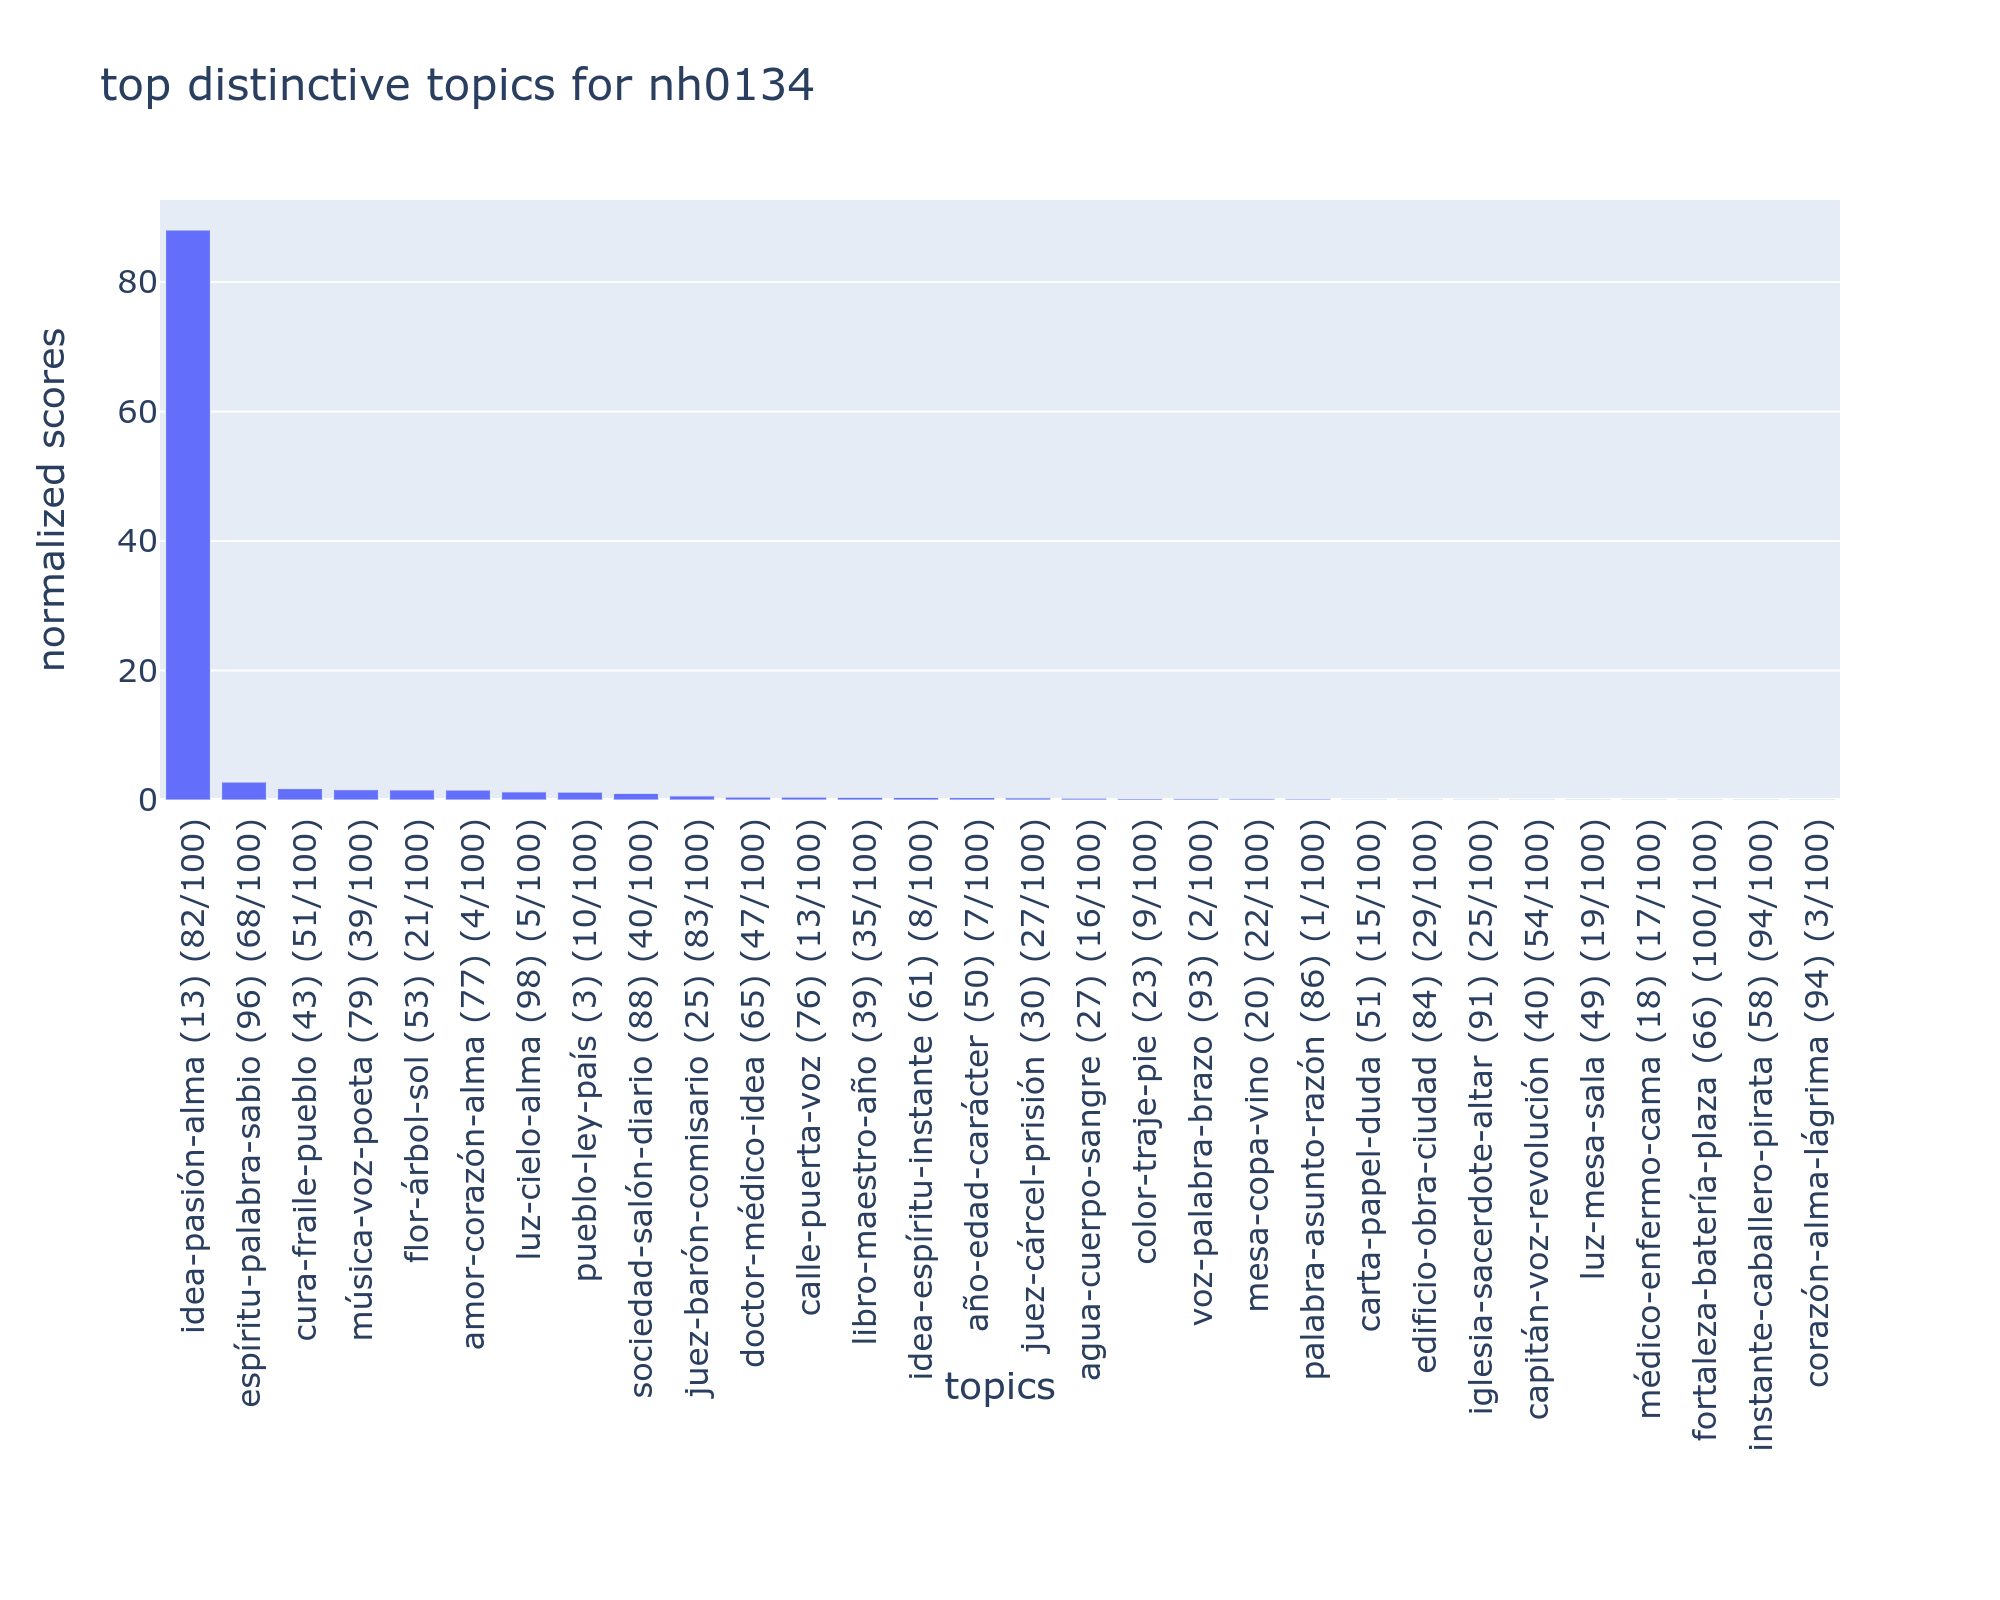 top distinctive topics for nh0134
normalized scores
80
60
40
20
0
idea-pasión-alma (13) (82/100)
espíritu-palabra-sabio (96) (68/100)
cura-fraile-pueblo (43) (51/100)
música-voz-poeta (79) (39/100)
flor-árbol-sol (53) (21/100)
amor-corazón-alma (77) (4/100)
luz-cielo-alma (98) (5/100)
pueblo-ley-país (3) (10/100)
sociedad-salón-diario (88) (40/100)
juez-barón-comisario (25) (83/100)
doctor-médico-idea (65) (47/100)
calle-puerta-voz (76) (13/100)
libro-maestro-año (39) (35/100)
idea-espíritu-instante (61) (8/100)
año-edad-carácter (50) (7/100)
juez-cárcel-prisión (30) (27/100)
agua-cuerpo-sangre (27) (16/100)
color-traje-pie (23) (9/100)
voz-palabra-brazo (93) (2/100)
mesa-copa-vino (20) (22/100)
palabra-asunto-razón (86) (1/100)
carta-papel-duda (51) (15/100)
edificio-obra-ciudad (84) (29/100)
iglesia-sacerdote-altar (91) (25/100)
capitán-voz-revolución (40) (54/100)
luz-mesa-sala (49) (19/100)
médico-enfermo-cama (18) (17/100)
fortaleza-batería-plaza (66) (100/100)
instante-caballero-pirata (58) (94/100)
corazón-alma-lágrima (94) (3/100)
topics